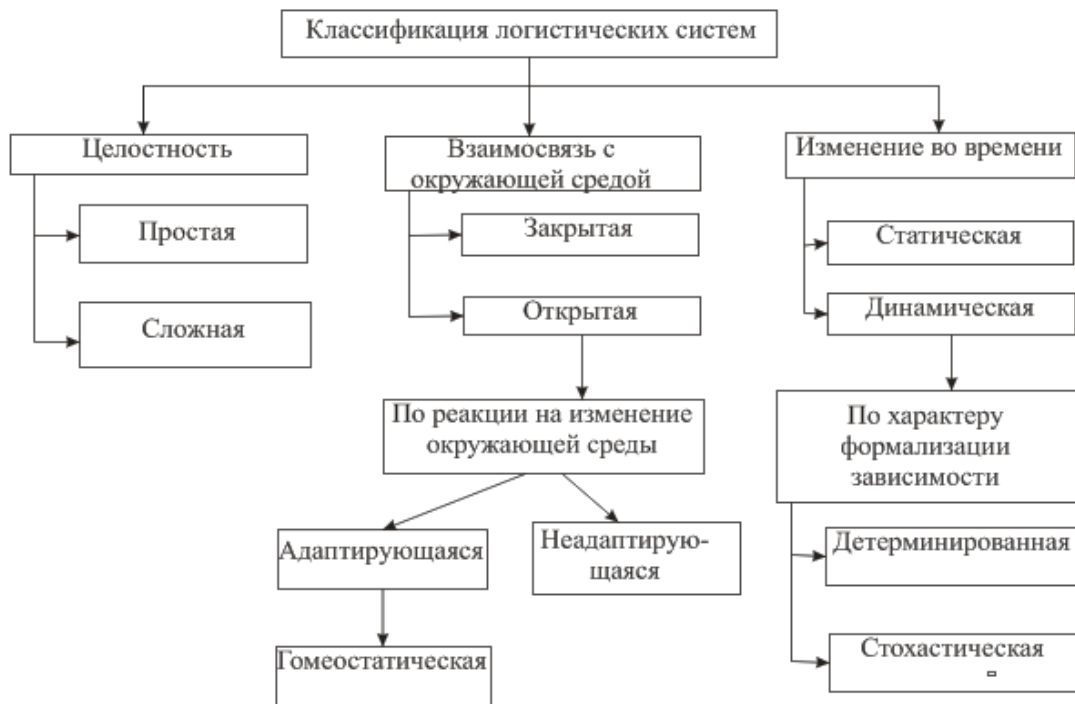 Классификация логистических систем
Целостность
Простая
Сложная
Взаимосвязь с
окружающей средой
Закрытая
Открытая
По реакции на изменение
окружающей среды
Адаптирующаяся
Неадаптирую-
щаяся
Гомеостатическая
Изменение во времени
Статическая
Динамическая
По характеру
формализации
зависимости
Детерминированная
Стохастическая